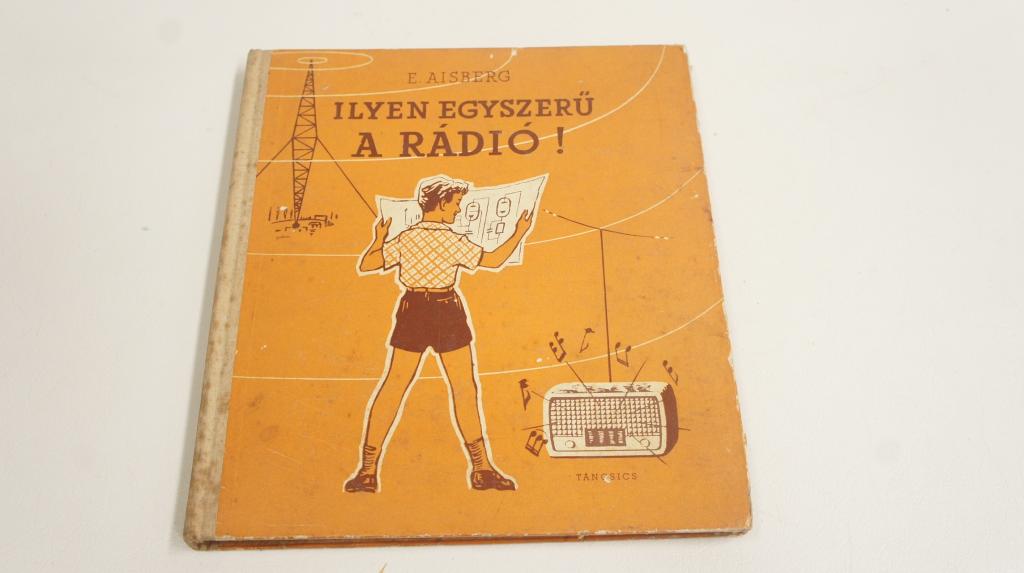 E. AISBERG
ILYEN EGYSZERŰ
A RÁDIÓ !
TÁNCSICS